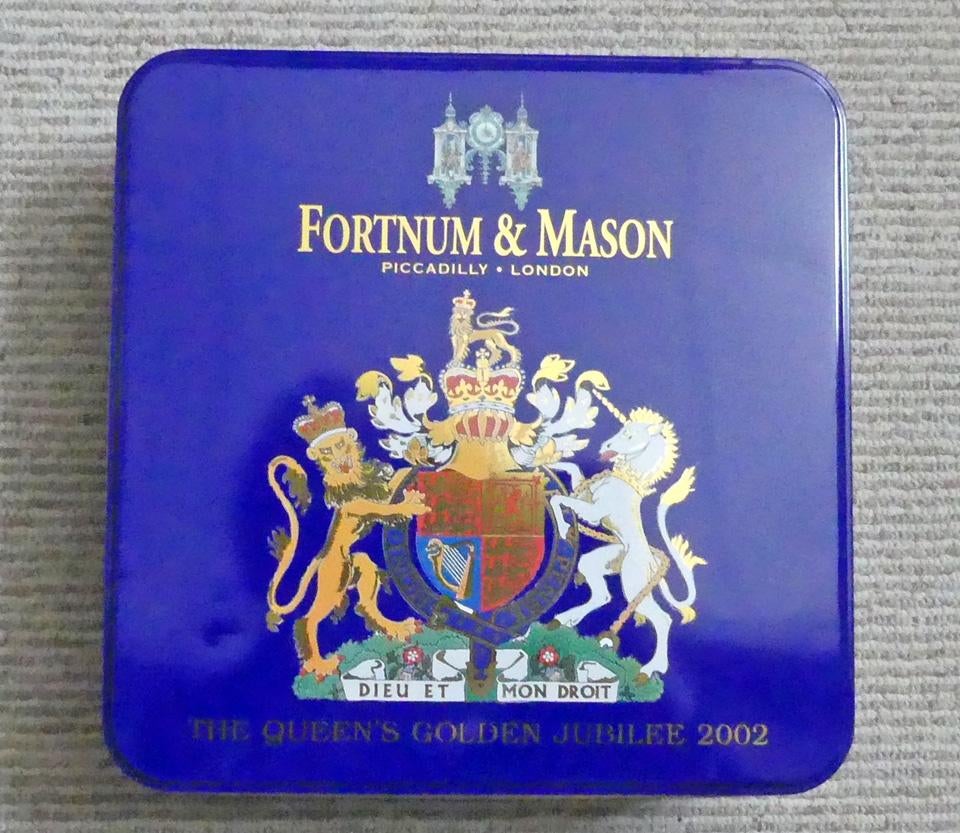 FORTNUM & MASON
PICCADILLY • LONDON
DIEU ET MON DROIT
THE QUEEN'S GOLDEN JUBILEE 2002